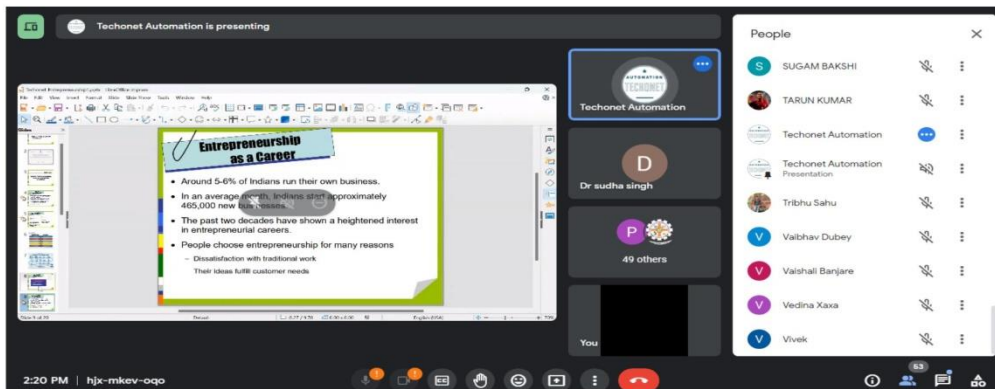 Techonet Automation is presenting
Entrepreneurship
as a Career
• Around 5-6% of Indians run their own business.
• In an average month, Indians start approximately
465,000 new businesses.
• The past two decades have shown a heightened interest
in entrepreneurial careers.
• People choose entrepreneurship for many reasons
– Dissatisfaction with traditional work
Their ideas fulfill customer needs
AUTOMATION
TECHONET
Techonet Automation
D
Dr sudha singh
P
49 others
You
People
S
SUGAM BAKSHI
TARUN KUMAR
Techonet Automation
Techonet Automation
Presentation
Tribhu Sahu
V
Vaibhav Dubey
V
Vaishali Banjare
V
Vedina Xaxa
V
Vivek
2:20 PM | hjx-mkev-oqo
53